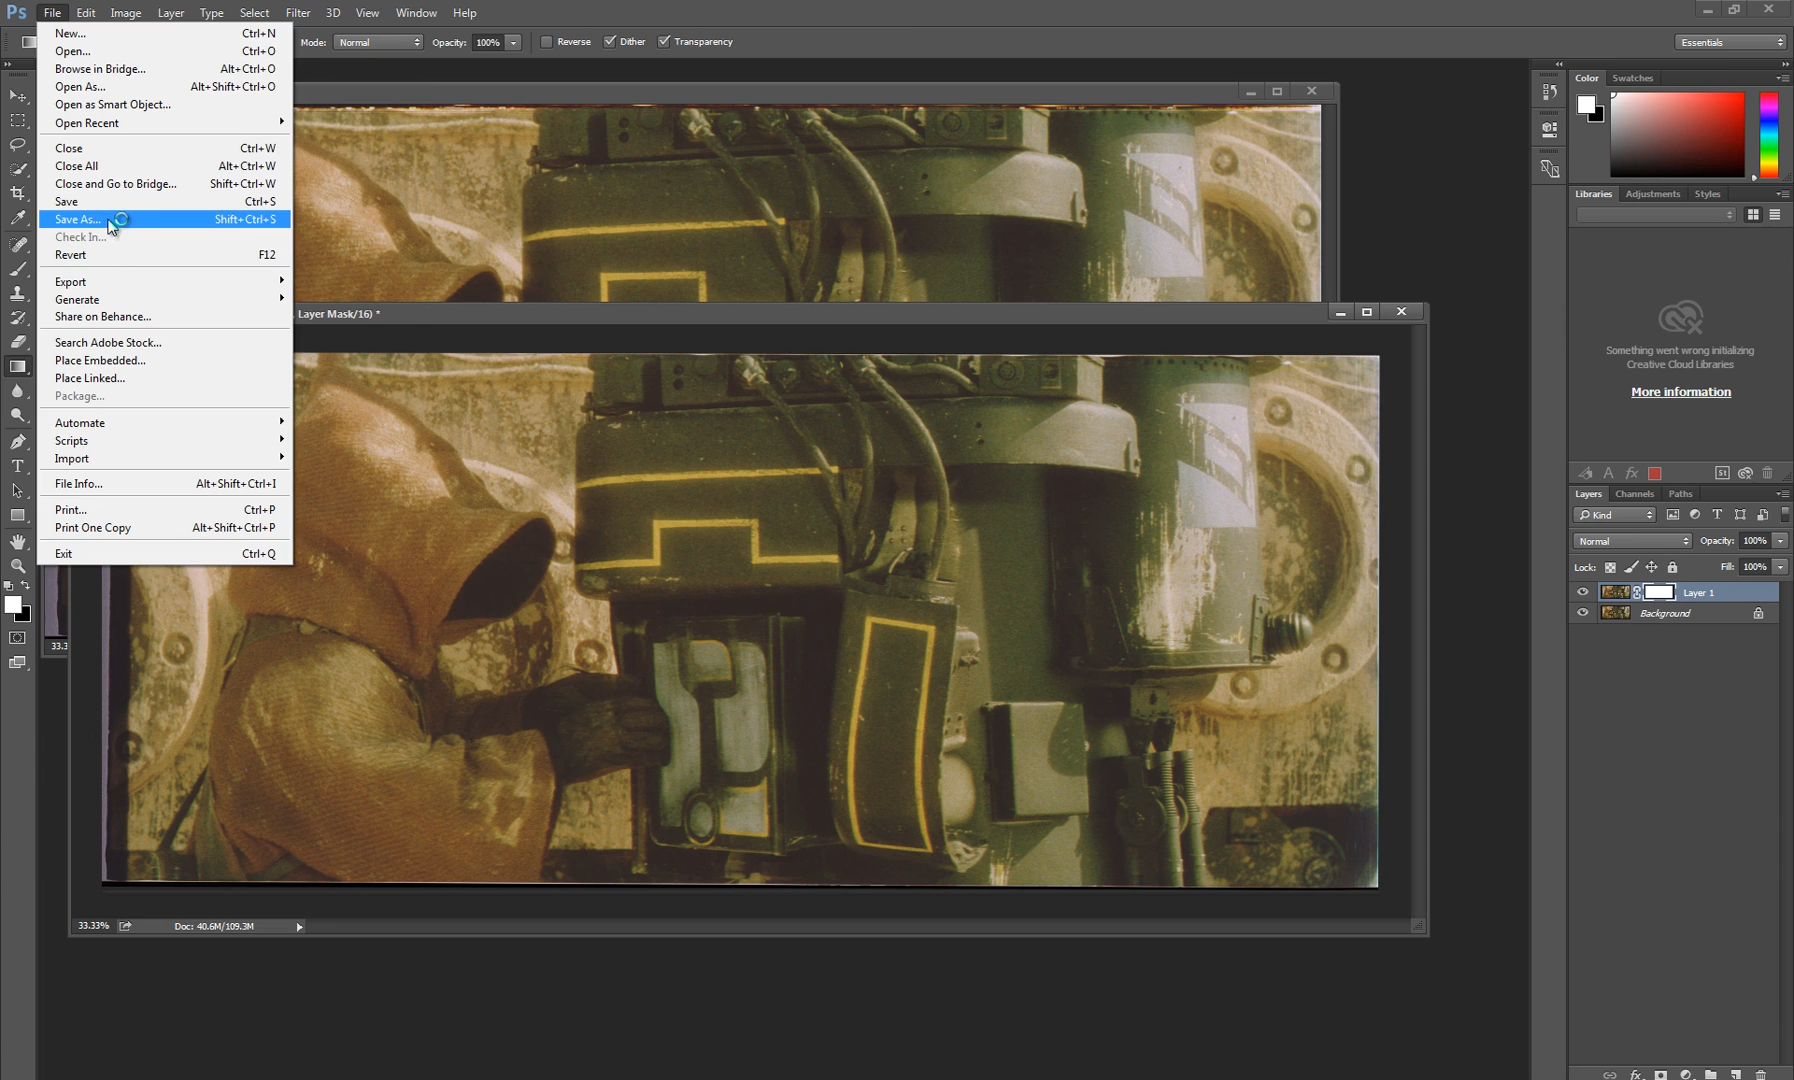 Ps File Edit Image Layer Type Select Filter 3D View Window Help
Mode: Normal Opacity: 100% Reverse Dither Transparency Essentials
New... Ctrl+N
Open... Ctrl+O
Browse in Bridge... Alt+Ctrl+O
Open As... Alt+Shift+Ctrl+O
Open as Smart Object...
Open Recent
Close Ctrl+W
Close All Alt+Ctrl+W
Close and Go to Bridge... Shift+Ctrl+W
Save Ctrl+S
Save As... Shift+Ctrl+S
Check In...
Revert F12
Export
Generate
Share on Behance...
Search Adobe Stock...
Place Embedded...
Place Linked...
Package...
Automate
Scripts
Import
File Info... Alt+Shift+Ctrl+I
Print... Ctrl+P
Print One Copy Alt+Shift+Ctrl+P
Exit Ctrl+Q
Layer Mask/16) *
33.3
33.33% Doc: 40.6M/109.3M
Color Swatches
Libraries Adjustments Styles
Something went wrong initializing
Creative Cloud Libraries
More information
St
Layers Channels Paths
Kind
Normal Opacity: 100%
Lock: Fill: 100%
Layer 1
Background